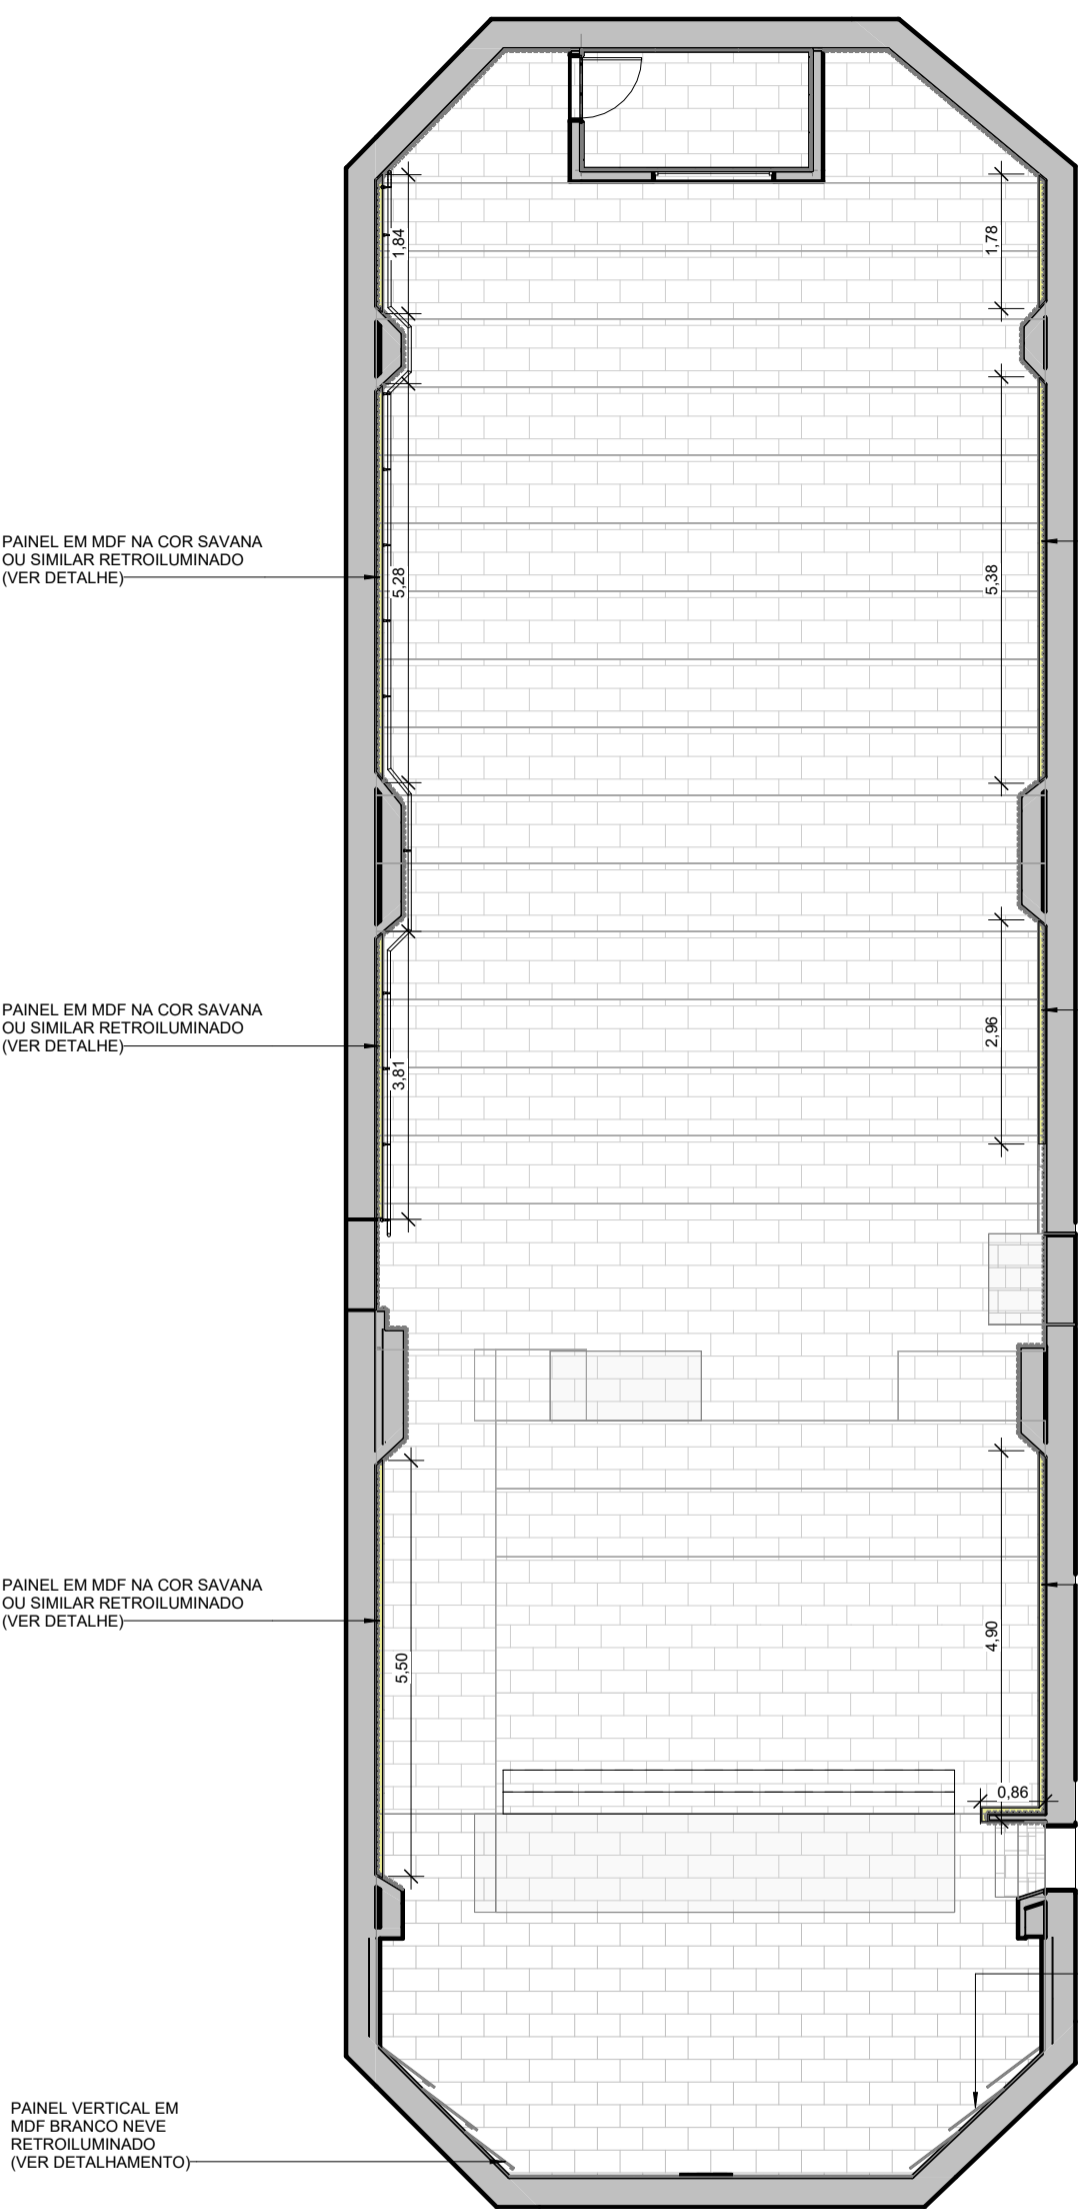 1,84
1,78
PAINEL EM MDF NA COR SAVANA
OU SIMILAR RETROILUMINADO
(VER DETALHE)
5,28
5,38
PAINEL EM MDF NA COR SAVANA
OU SIMILAR RETROILUMINADO
(VER DETALHE)
3,81
2,96
PAINEL EM MDF NA COR SAVANA
OU SIMILAR RETROILUMINADO
(VER DETALHE)
5,50
4,90
0,86
PAINEL VERTICAL EM
MDF BRANCO NEVE
RETROILUMINADO
(VER DETALHAMENTO)